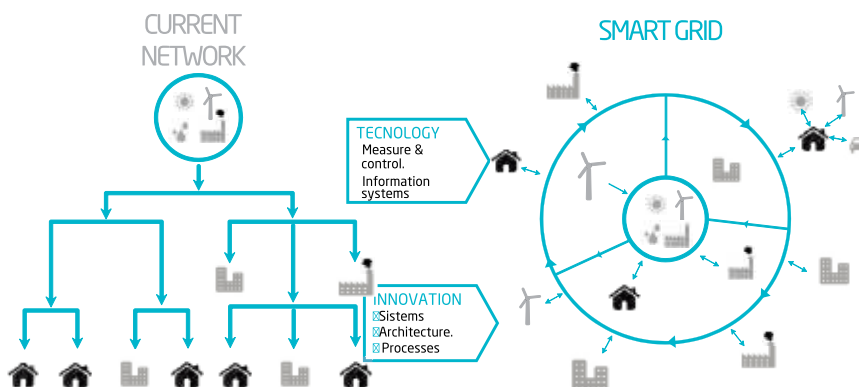 CURRENT
NETWORK
SMART GRID
TECNOLOGY
Measure &
control.
Information
systems
INNOVATION
Sistems
Architecture.
Processes